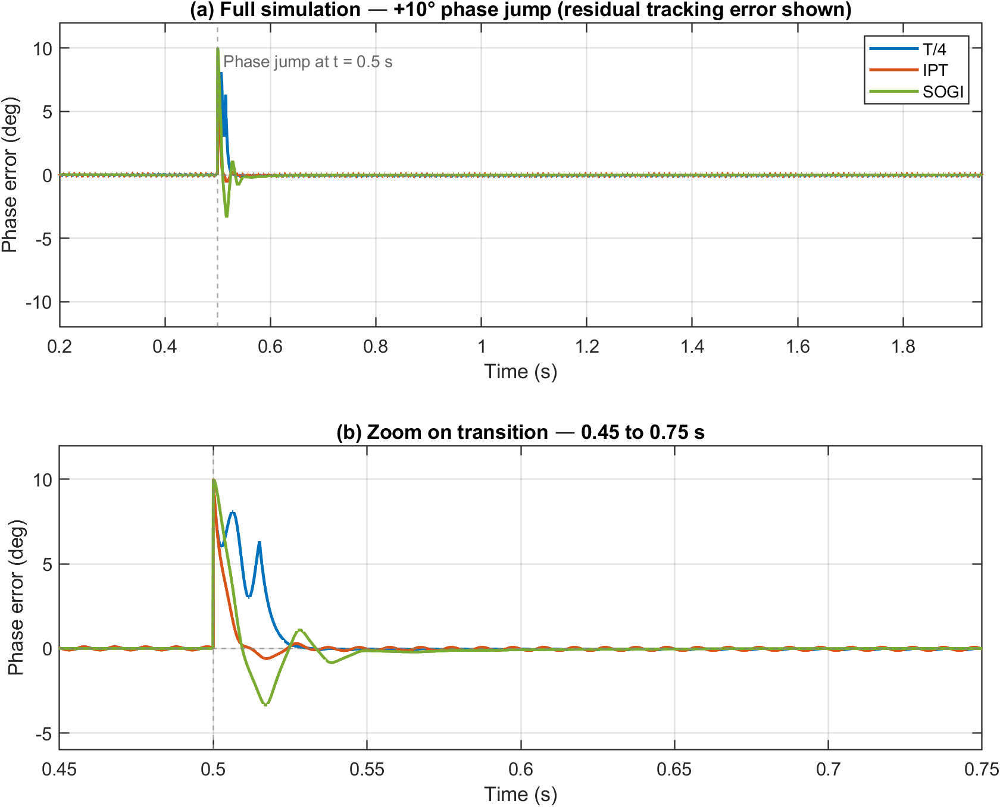 (a) Full simulation — +10° phase jump (residual tracking error shown)
Phase error (deg)
10
5
0
-5
-10
Phase jump at t = 0.5 s
T/4
IPT
SOGI
0.2 0.4 0.6 0.8 1 1.2 1.4 1.6 1.8
Time (s)
(b) Zoom on transition — 0.45 to 0.75 s
Phase error (deg)
10
5
0
-5
0.45 0.5 0.55 0.6 0.65 0.7 0.75
Time (s)